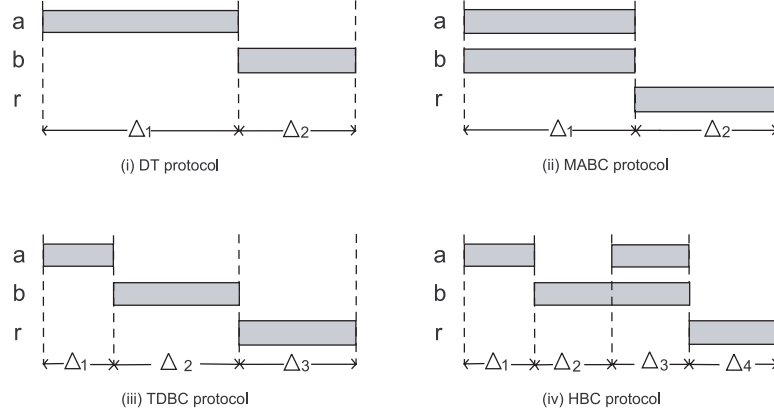 a
b
r
Δ1 Δ2
(i) DT protocol
a
b
r
Δ1 Δ2
(ii) MABC protocol
a
b
r
Δ1 Δ2 Δ3
(iii) TDBC protocol
a
b
r
Δ1 Δ2 Δ3 Δ4
(iv) HBC protocol